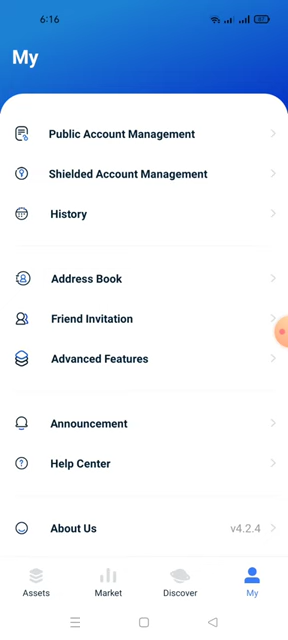 6:16
My
Public Account Management
Shielded Account Management
History
Address Book
Friend Invitation
Advanced Features
Announcement
Help Center
About Us v4.2.4
Assets Market Discover My